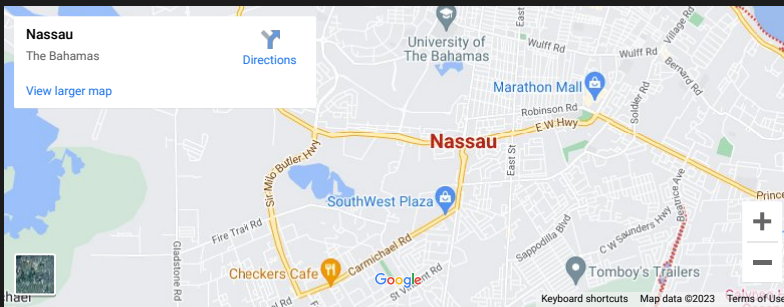 Nassau
The Bahamas
Directions
View larger map
University of
The Bahamas
East St
Wulff Rd
Wulff Rd
Village Rd
Bernard Rd
Marathon Mall
Robinson Rd
Soldier Rd
E W Hwy
Nassau
East St
Sir Milo Butler Hwy
SouthWest Plaza
Fire Trail Rd
Gladstone Rd
Carmichael Rd
Checkers Cafe
Google
St Vincent Rd
Sappodilla Blvd
C W Saunders Hwy
Beatrice Ave
Prince
Tomboy's Trailers
+
−
Keyboard shortcuts
Map data ©2023
Terms of Us